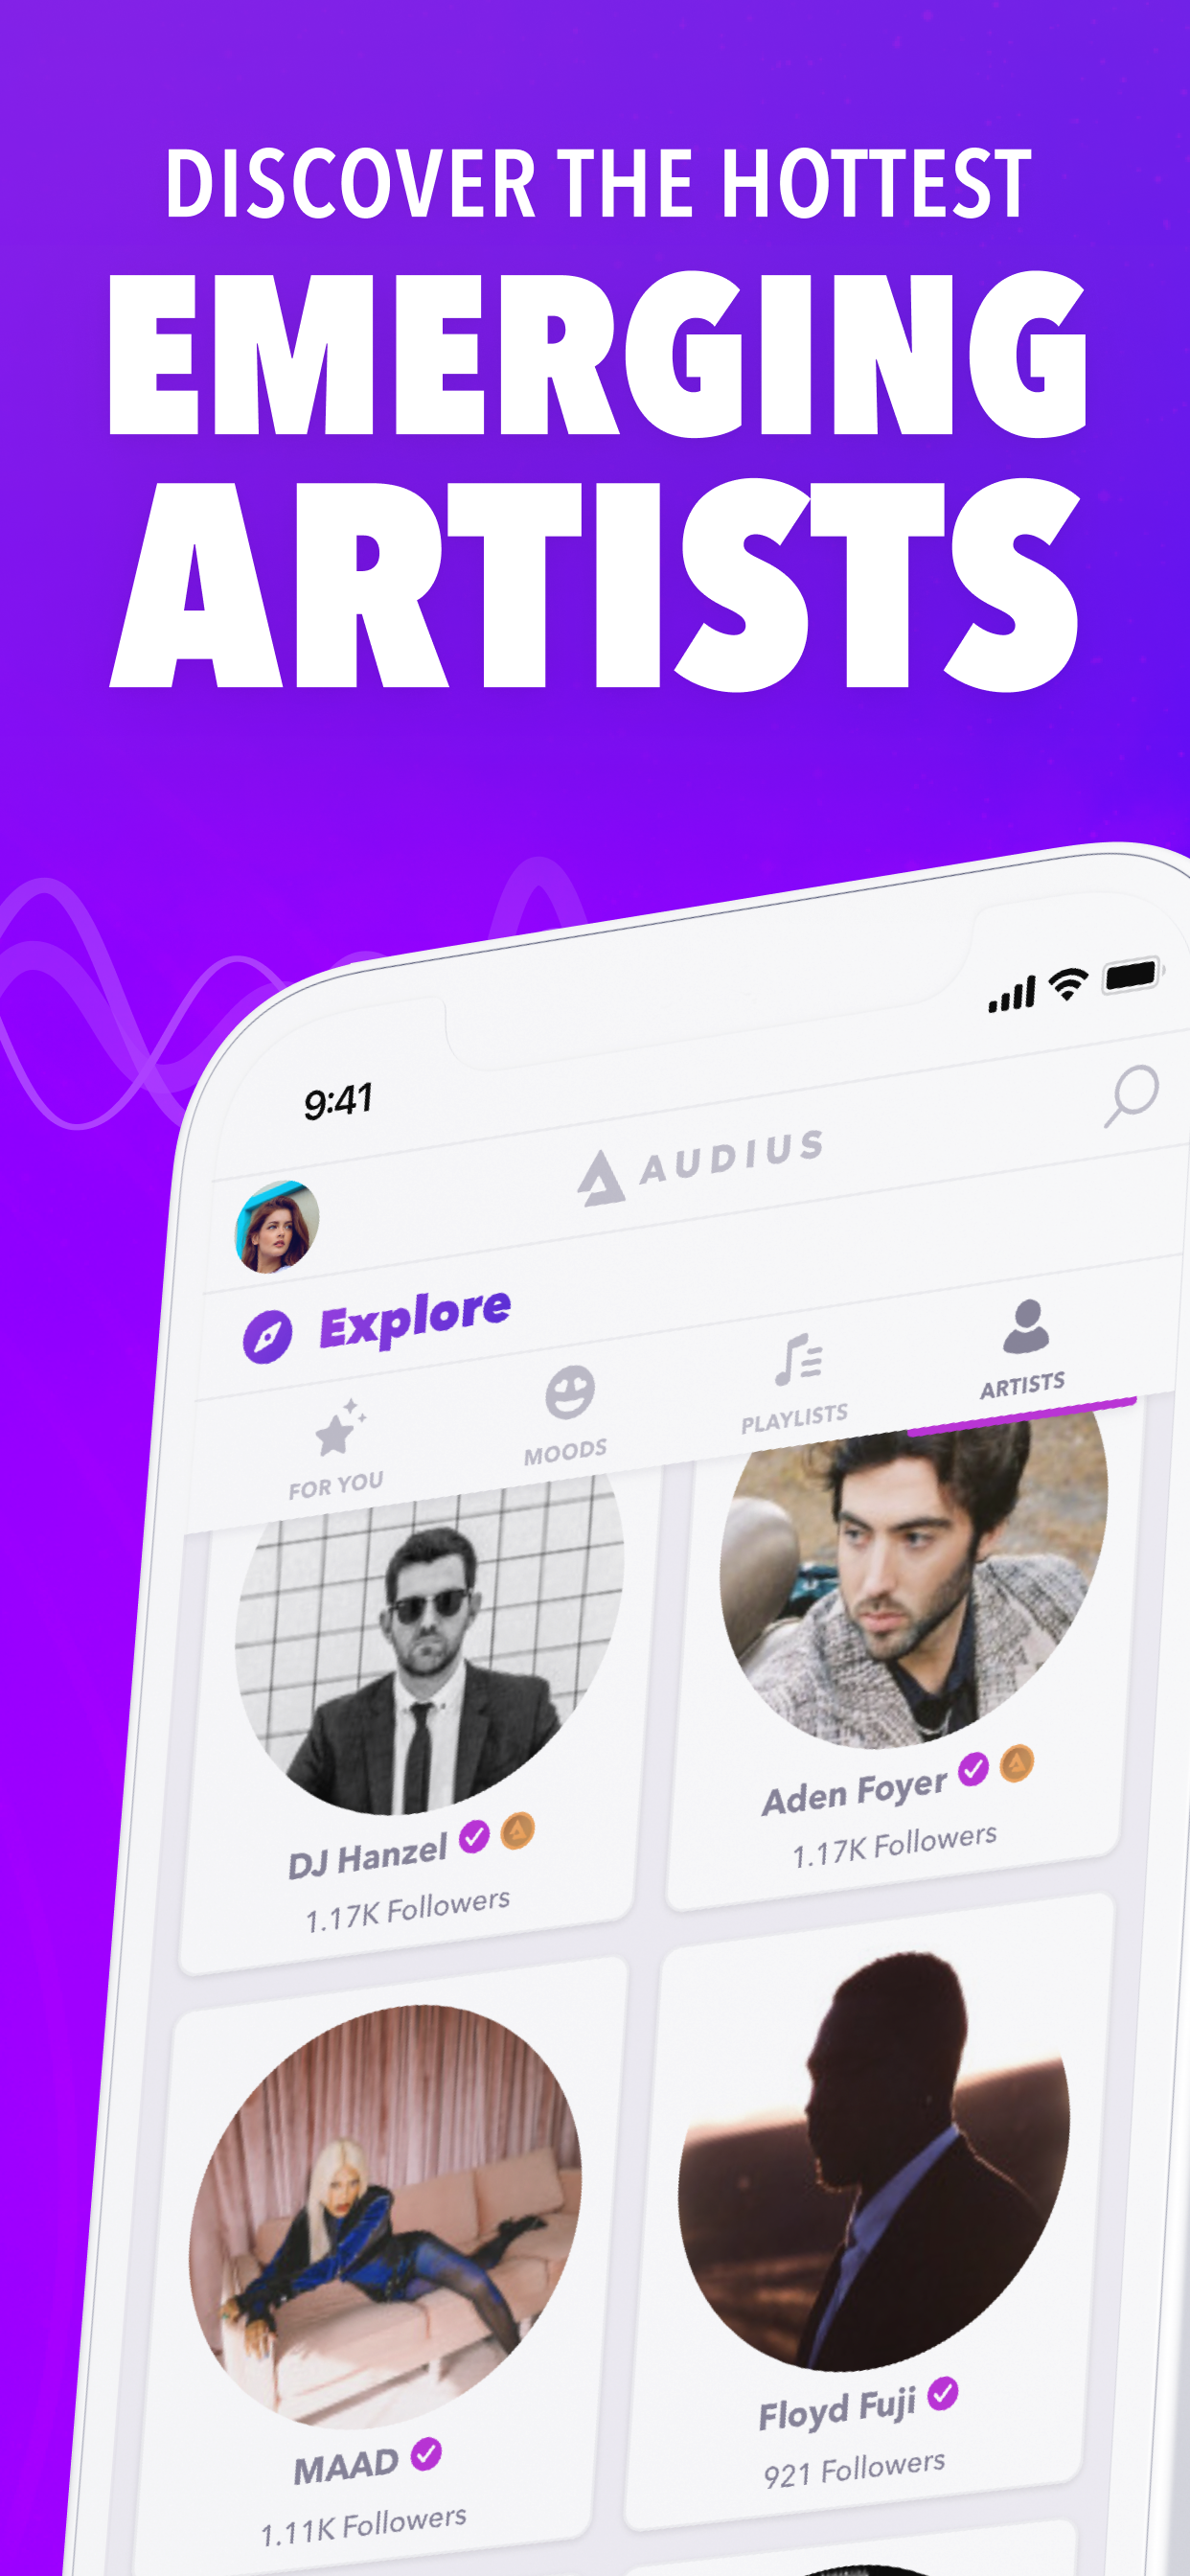 DISCOVER THE HOTTEST
EMERGING
ARTISTS
9:41
AUDIUS
Explore
FOR YOU
MOODS
PLAYLISTS
ARTISTS
DJ Hanzel
1.17K Followers
Aden Foyer
1.17K Followers
MAAD
1.11K Followers
Floyd Fuji
921 Followers